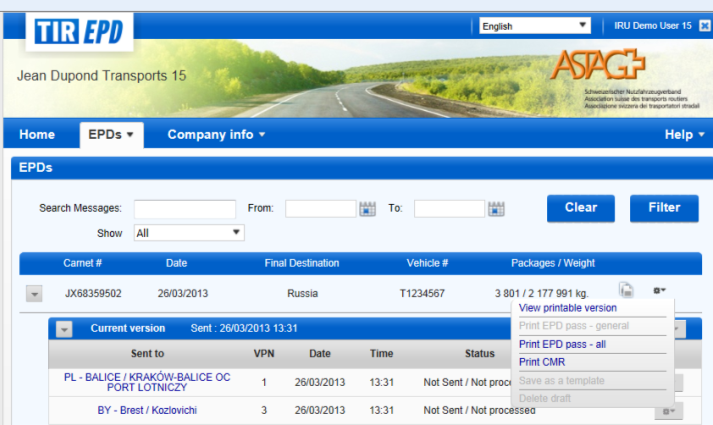 TIR EPD
English
IRU Demo User 15
Jean Dupond Transports 15
ASTAG
Schweizerischer Nutzfahrzeugverband
Association suisse des transports routiers
Associazione svizzera dei trasportatori stradali
Home
EPDs
Company info
Help
EPDs
Search Messages:
From:
To:
Clear
Filter
Show
All
Carnet #
Date
Final Destination
Vehicle #
Packages / Weight
JX68359502
26/03/2013
Russia
T1234567
3 801 / 2 177 991 kg.
View printable version
Print EPD pass - general
Print EPD pass - all
Print CMR
Save as a template
Delete draft
Current version
Sent : 26/03/2013 13:31
Sent to
VPN
Date
Time
Status
PL - BALICE / KRAKÓW-BALICE OC
PORT LOTNICZY
1
26/03/2013
13:31
Not Sent / Not proce
BY - Brest / Kozlovichi
3
26/03/2013
13:31
Not Sent / Not processed